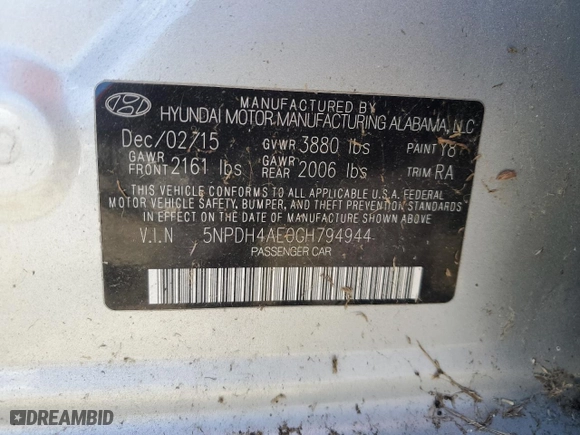 MANUFACTURED BY
HYUNDAI MOTOR MANUFACTURING ALABAMA, LLC
Dec/02/15 GVWR 3880 lbs PAINT Y8
GAWR FRONT 2161 lbs GAWR REAR 2006 lbs TRIM RA
THIS VEHICLE CONFORMS TO ALL APPLICABLE U.S.A. FEDERAL
MOTOR VEHICLE SAFETY, BUMPER, AND THEFT PREVENTION
STANDARDS IN EFFECT ON THE DATE OF MANUFACTURE SHOWN ABOVE
V.I.N 5NPDH4AE0GH794944
PASSENGER CAR
DREAMBID